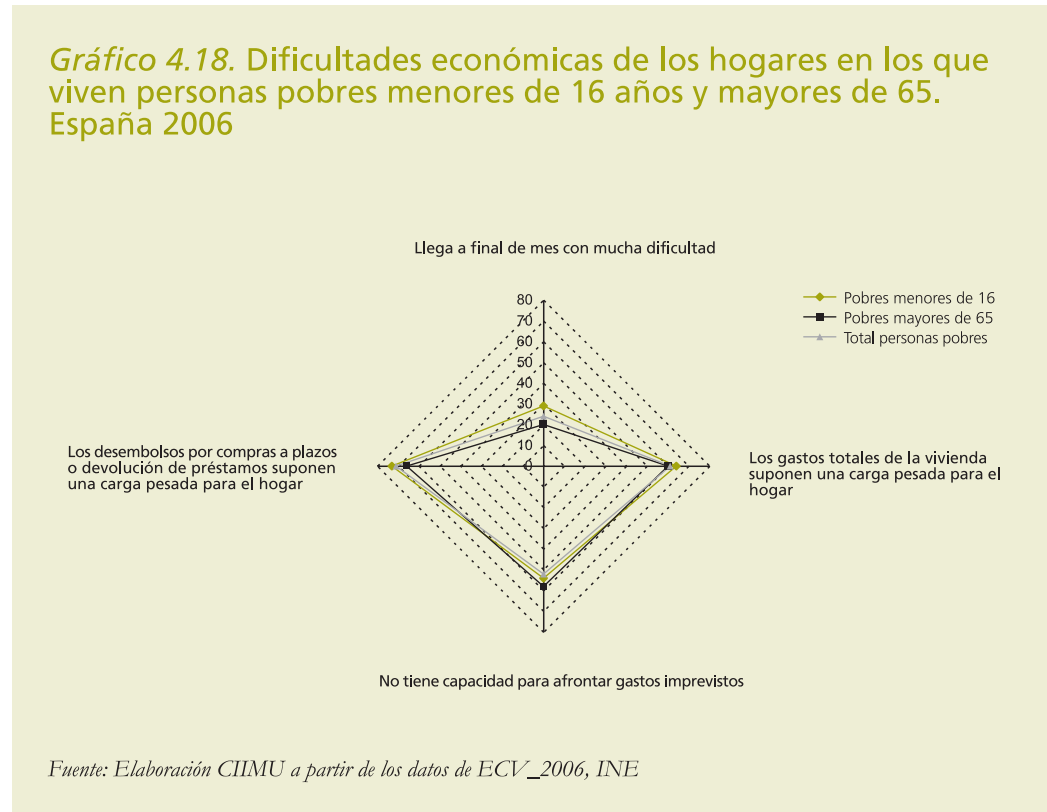 Gráfico 4.18. Dificultades económicas de los hogares en los que
viven personas pobres menores de 16 años y mayores de 65.
España 2006
Llega a final de mes con mucha dificultad
80
70
60
50
40
30
20
10
0
Pobres menores de 16
Pobres mayores de 65
Total personas pobres
Los desembolsos por compras a plazos
o devolución de préstamos suponen
una carga pesada para el hogar
Los gastos totales de la vivienda
suponen una carga pesada para el
hogar
No tiene capacidad para afrontar gastos imprevistos
Fuente: Elaboración CIIMU a partir de los datos de ECV_2006, INE